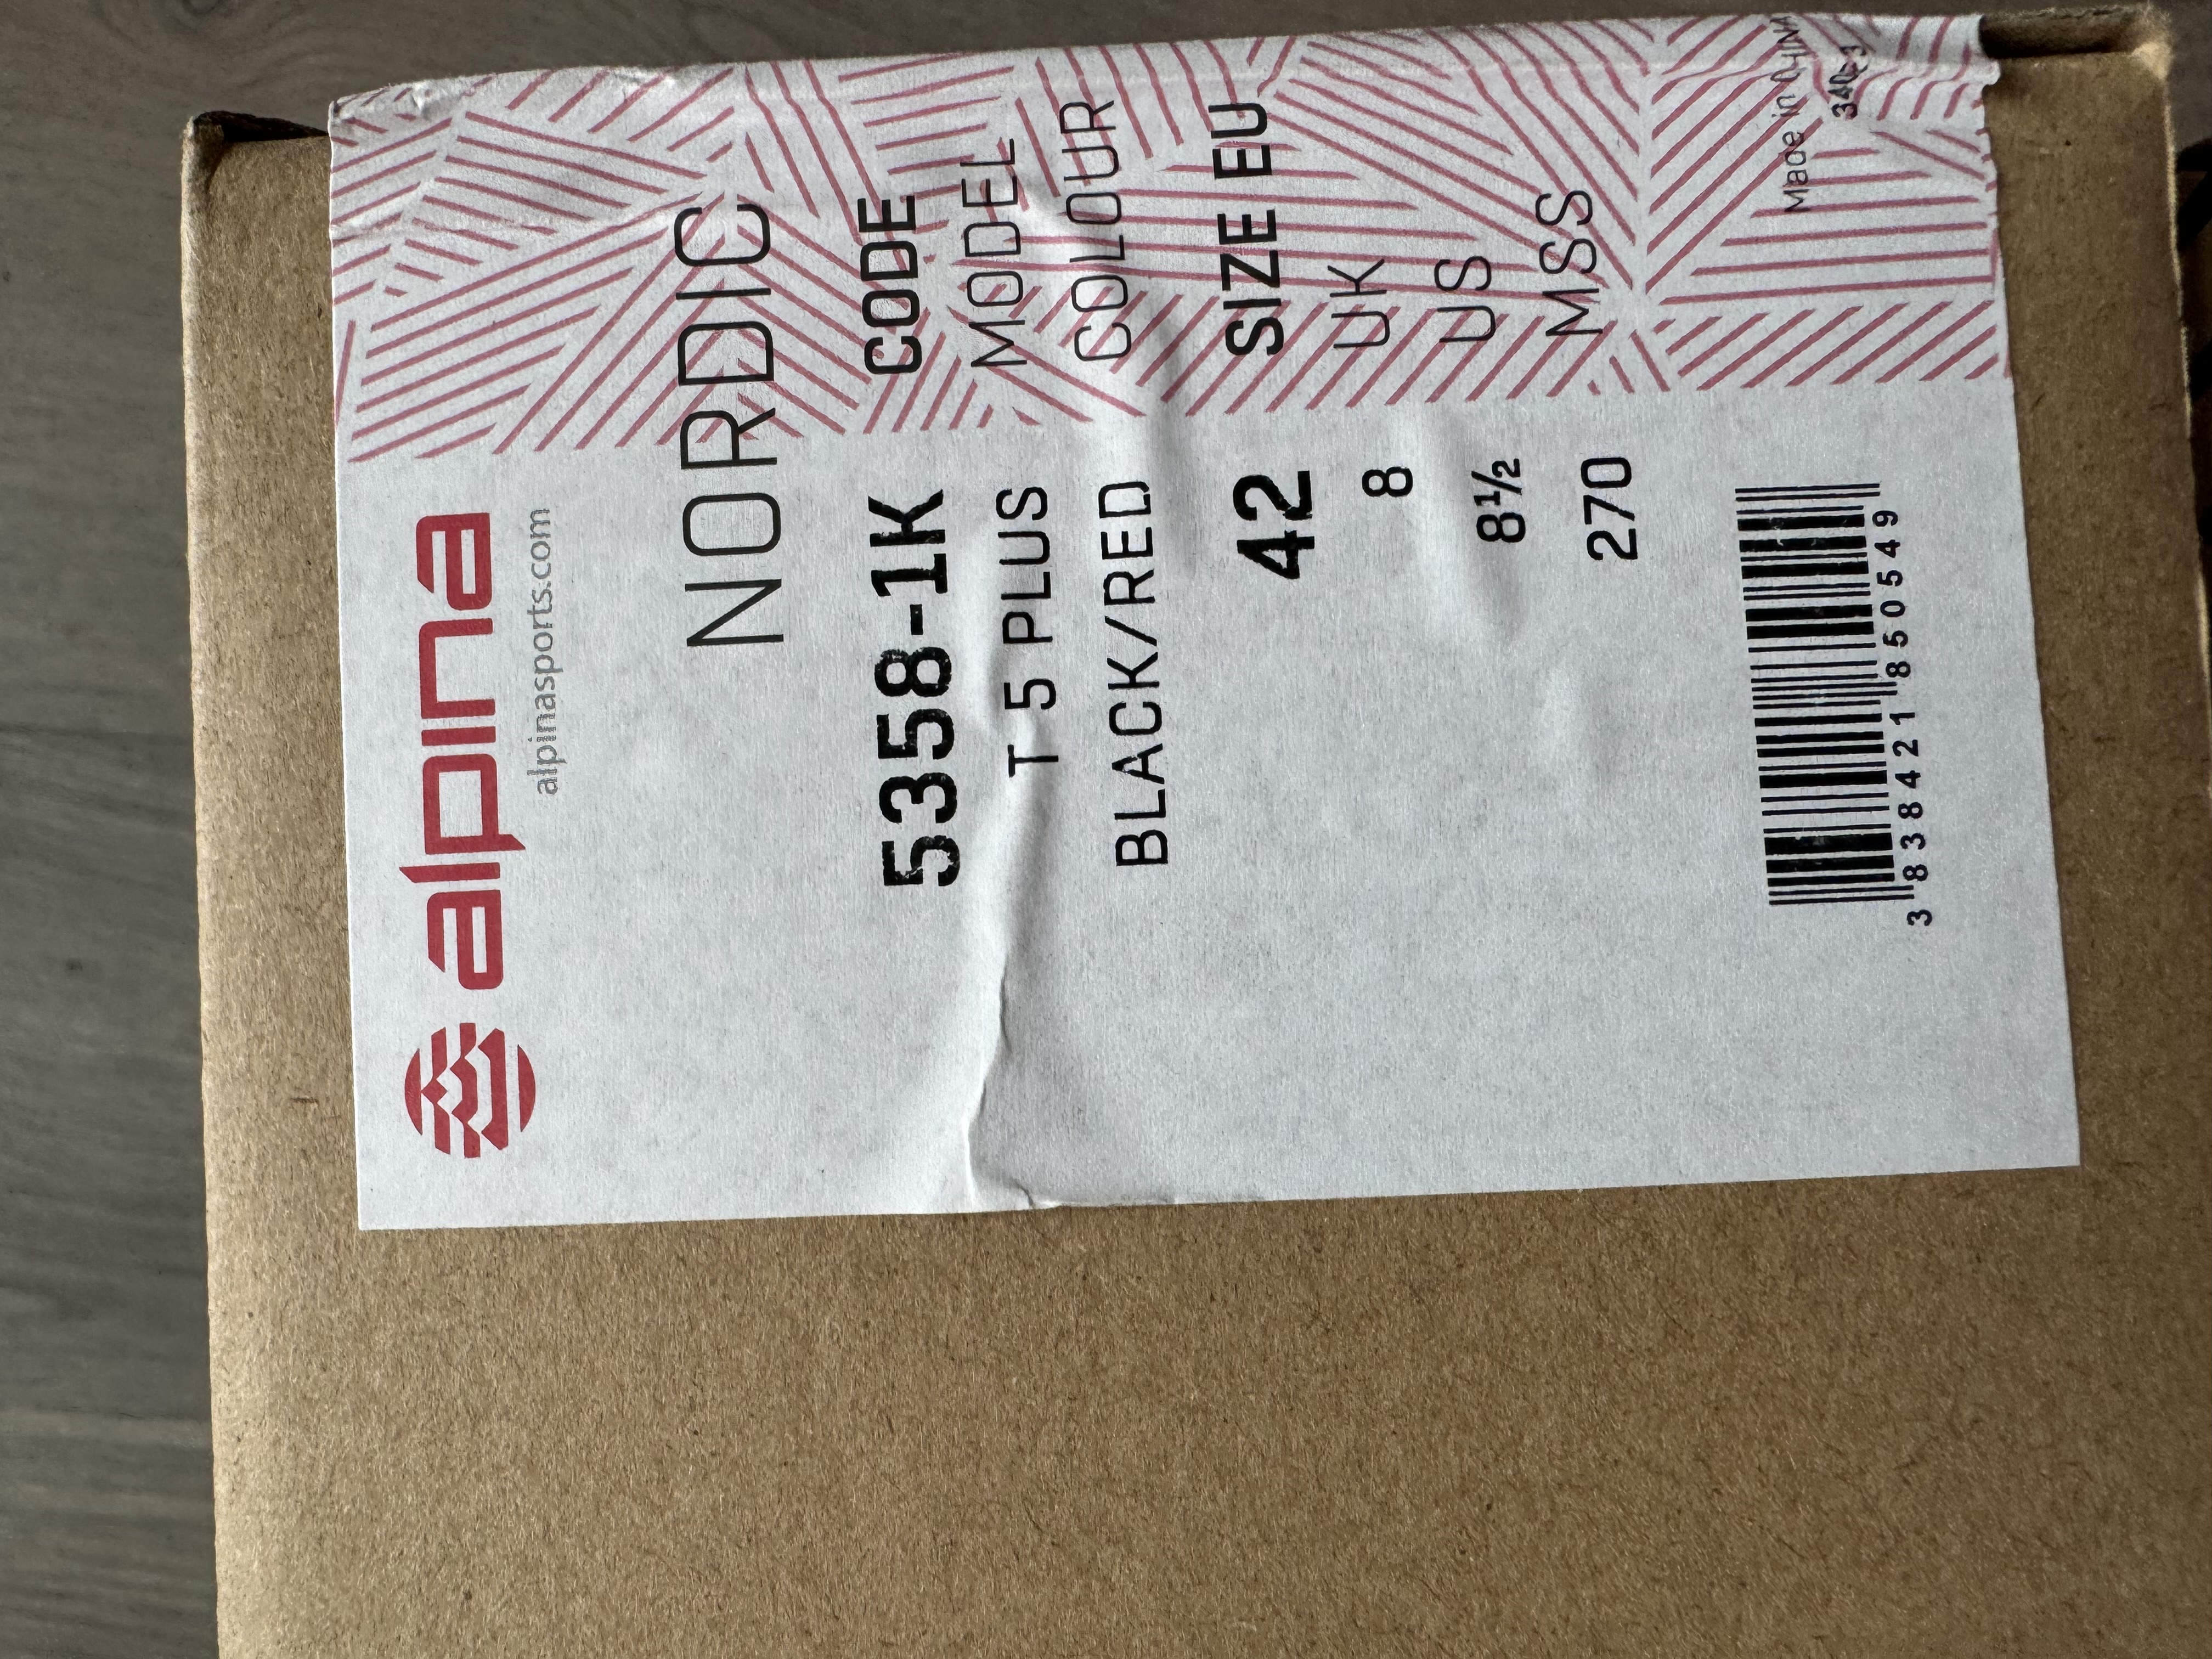 alpina
alpinasports.com
NORDIC
CODE 5358-1K
MODEL T 5 PLUS
COLOUR BLACK/RED
SIZE EU 42
UK 8
US 8½
MSS 270
Made in CHINA
3 838421 850549